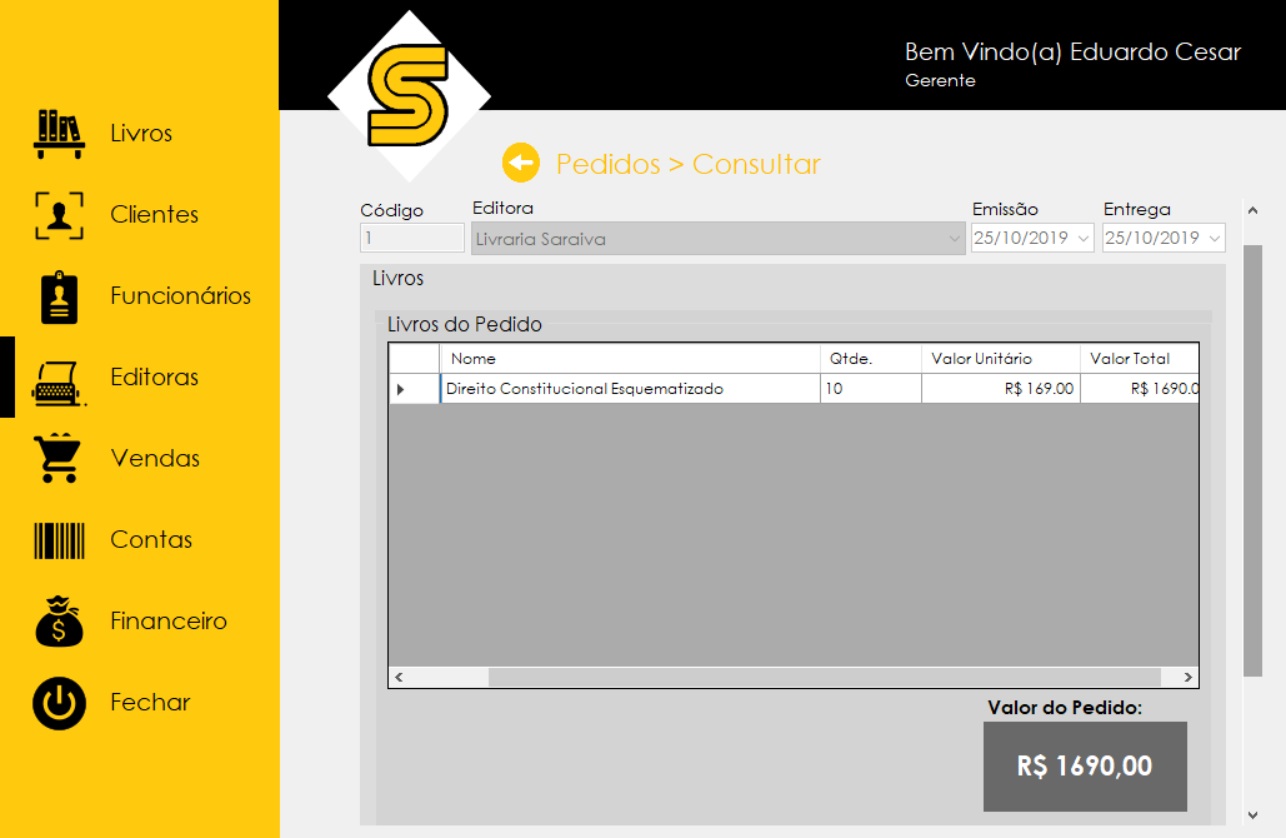 Bem Vindo(a) Eduardo Cesar
Gerente
Livros
Clientes
Funcionários
Editoras
Vendas
Contas
Financeiro
Fechar
S
Pedidos > Consultar
Código Editora Emissão Entrega
1 Livraria Saraiva 25/10/2019 25/10/2019
Livros
Livros do Pedido
Nome Qtde. Valor Unitário Valor Total
Direito Constitucional Esquematizado 10 R$ 169.00 R$ 1690.0
Valor do Pedido:
R$ 1690,00